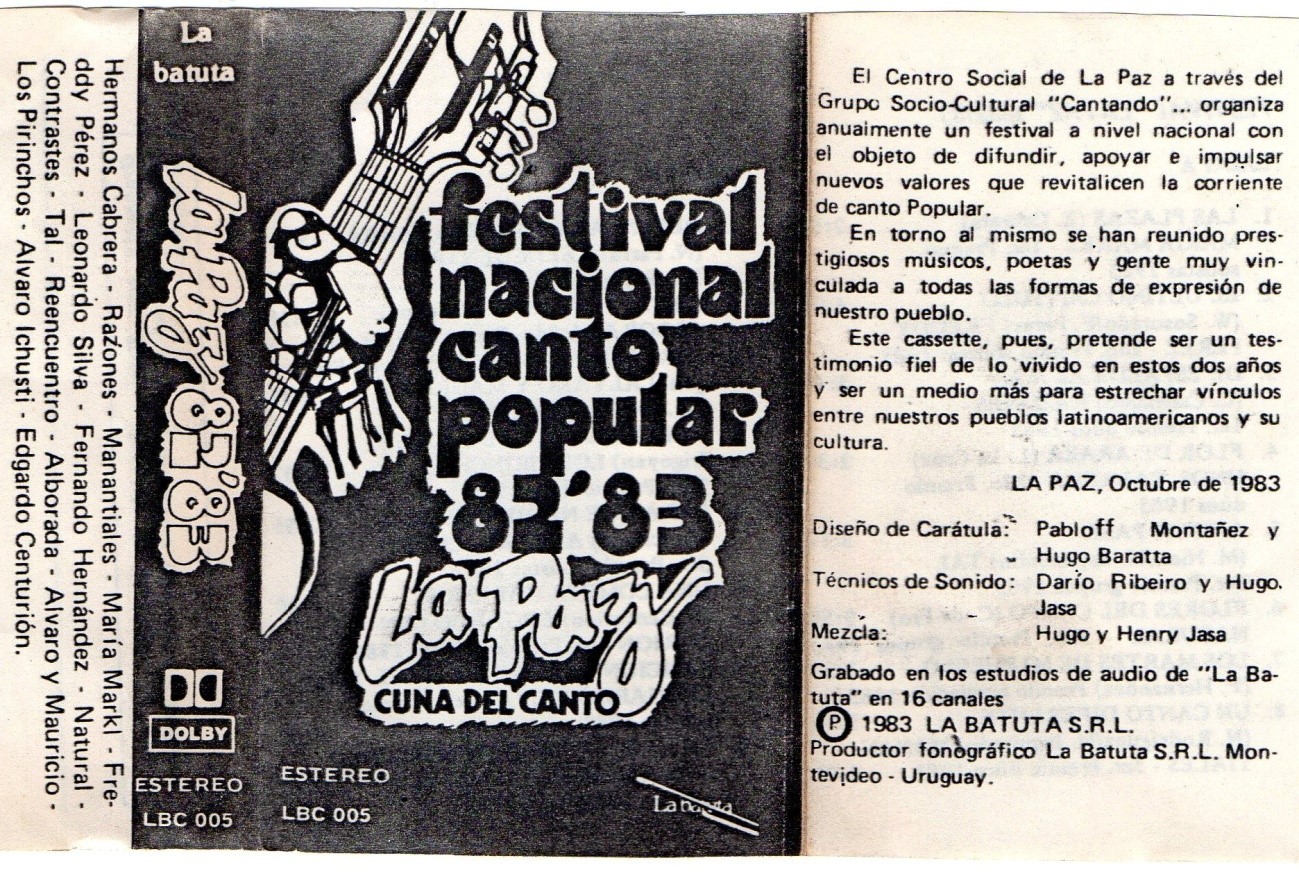 Hermanos Cabrera - Razones - Manantiales - María Markl - Fre-
ddy Pérez - Leonardo Silva - Fernando Hernández - Natural -
Contrastes - Tal - Reencuentro - Alborada - Alvaro y Mauricio -
Los Pirinchos - Alvaro Ichusti - Edgardo Centurión.
La
batuta
La Paz 82'83
DOLBY
ESTEREO
LBC 005
festival
nacional
canto
popular
82'83
La Paz
CUNA DEL CANTO
ESTEREO
LBC 005
La batuta
El Centro Social de La Paz a través del
Grupo Socio-Cultural "Cantando"... organiza
anualmente un festival a nivel nacional con
el objeto de difundir, apoyar e impulsar
nuevos valores que revitalicen la corriente
de canto Popular.
En torno al mismo se han reunido pres-
tigiosos músicos, poetas y gente muy vin-
culada a todas las formas de expresión de
nuestro pueblo.
Este cassette, pues, pretende ser un tes-
timonio fiel de lo vivido en estos dos años
y ser un medio más para estrechar vínculos
entre nuestros pueblos latinoamericanos y su
cultura.
LA PAZ, Octubre de 1983
Diseño de Carátula: Pabloff Montañez y
Hugo Baratta
Técnicos de Sonido: Darío Ribeiro y Hugo.
Jasa
Mezcla: Hugo y Henry Jasa
Grabado en los estudios de audio de "La Ba-
tuta" en 16 canales
Ⓟ 1983 LA BATUTA S.R.L.
Productor fonográfico La Batuta S.R.L. Mon-
tevideo - Uruguay.